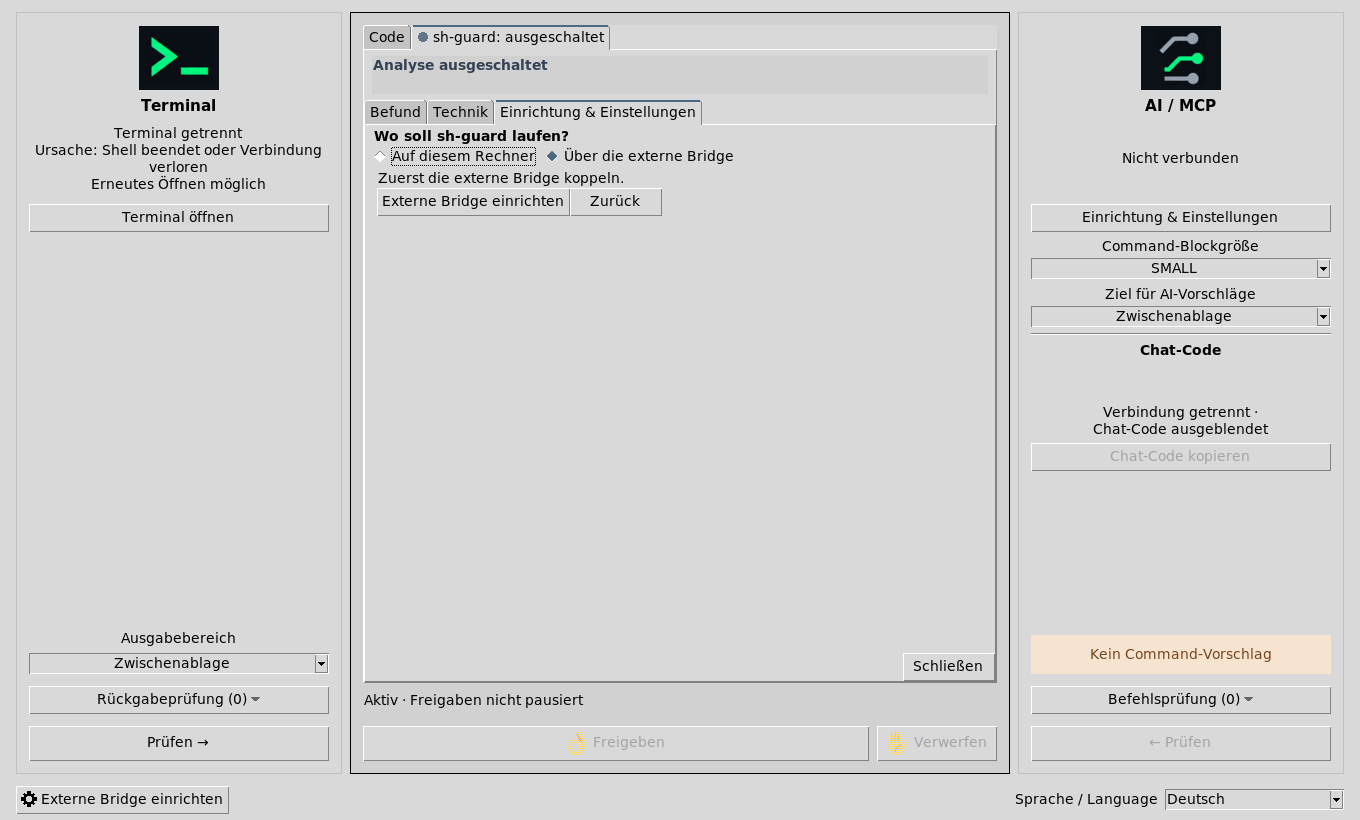 Terminal
Terminal getrennt
Ursache: Shell beendet oder Verbindung
verloren
Erneutes Öffnen möglich
Terminal öffnen
Ausgabebereich
Zwischenablage
Rückgabeprüfung (0)
Prüfen →
Code
sh-guard: ausgeschaltet
Analyse ausgeschaltet
Befund
Technik
Einrichtung & Einstellungen
Wo soll sh-guard laufen?
Auf diesem Rechner
Über die externe Bridge
Zuerst die externe Bridge koppeln.
Externe Bridge einrichten
Zurück
Schließen
Aktiv · Freigaben nicht pausiert
Freigeben
Verwerfen
AI / MCP
Nicht verbunden
Einrichtung & Einstellungen
Command-Blockgröße
SMALL
Ziel für AI-Vorschläge
Zwischenablage
Chat-Code
Verbindung getrennt ·
Chat-Code ausgeblendet
Chat-Code kopieren
Kein Command-Vorschlag
Befehlsprüfung (0)
← Prüfen
Externe Bridge einrichten
Sprache / Language
Deutsch